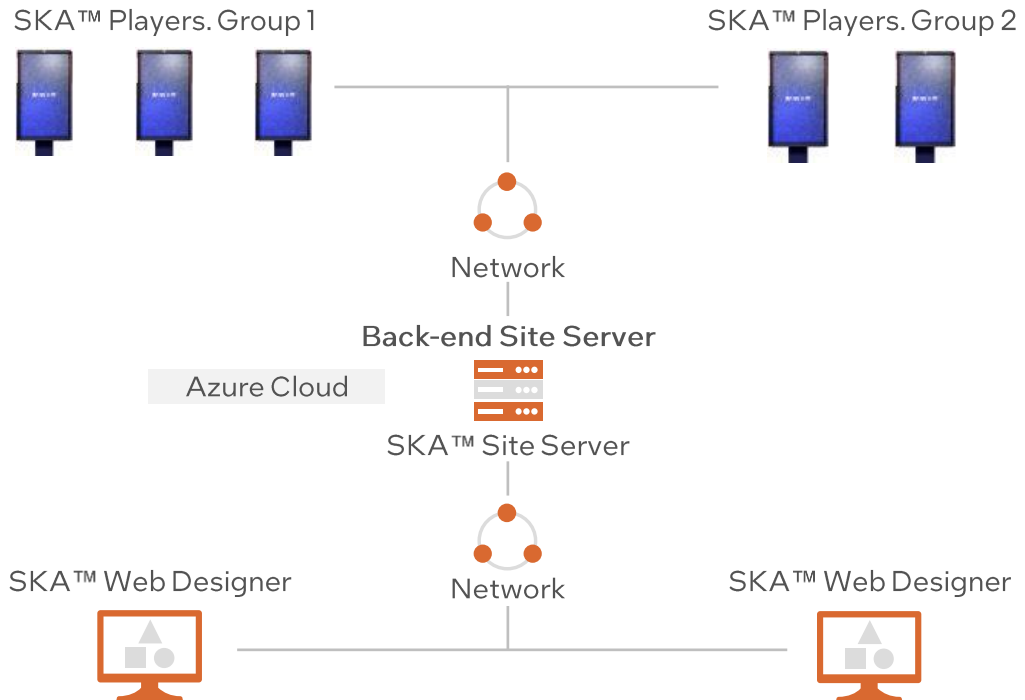 SKA™ Players. Group 1
SKA™ Players. Group 2
Network
Back-end Site Server
Azure Cloud
SKA™ Site Server
Network
SKA™ Web Designer
SKA™ Web Designer